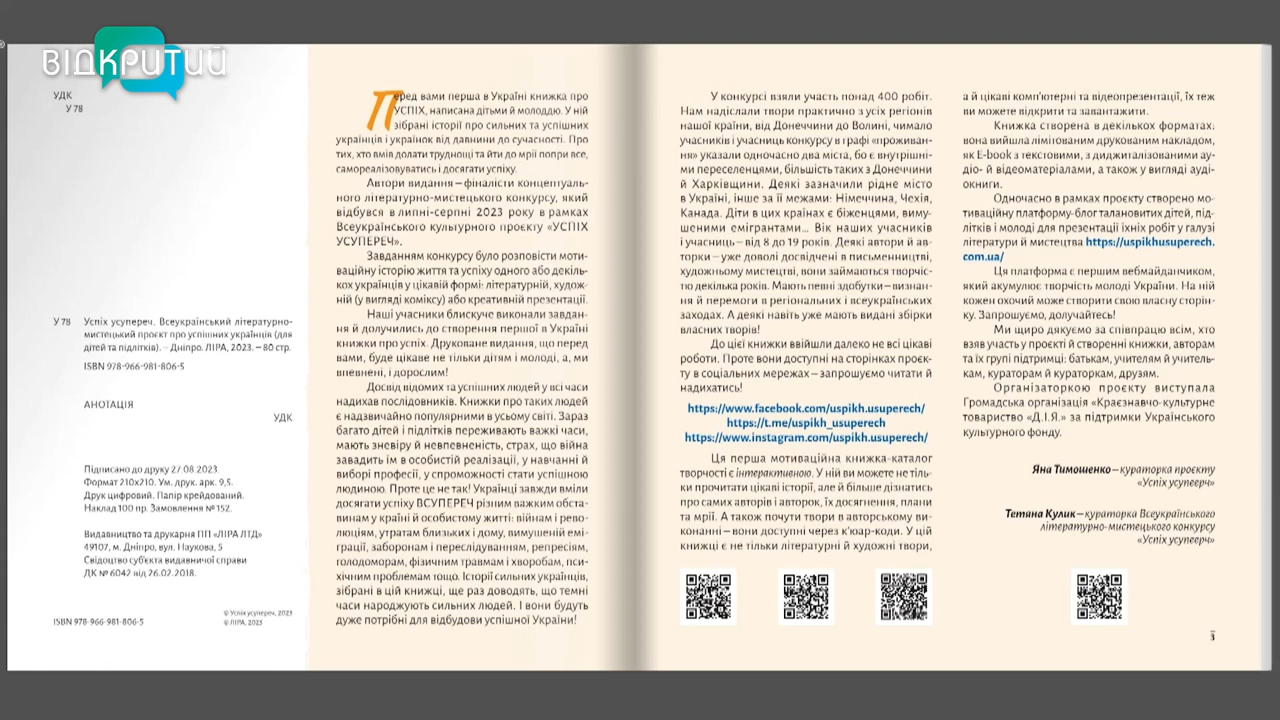 ВІДКРИТИЙ
УДК
У 78
У 78
Успіх усупереч. Всеукраїнський літературно-
мистецький проєкт про успішних українців (для
дітей та підлітків). – Дніпро. ЛІРА, 2023. – 80 стр.
ISBN 978-966-981-806-5
АНОТАЦІЯ
УДК
Підписано до друку 27.08.2023.
Формат 210х210. Ум. друк. арк. 9,5.
Друк цифровий. Папір крейдований.
Наклад 100 пр. Замовлення № 152.
Видавництво та друкарня ПП «ЛІРА ЛТД»
49107, м. Дніпро, вул. Наукова, 5
Свідоцтво суб'єкта видавничої справи
ДК № 6042 від 26.02.2018.
ISBN 978-966-981-806-5
© Успіх усупереч, 2023
© ЛІРА, 2023
Перед вами перша в Україні книжка про
УСПІХ, написана дітьми й молоддю. У ній
зібрані історії про сильних та успішних
українців і українок від давнини до сучасності. Про
тих, хто вмів долати труднощі та йти до мрії попри все,
самореалізовуватись і досягати успіху.
Автори видання – фіналісти концептуаль-
ного літературно-мистецького конкурсу, який
відбувся в липні-серпні 2023 року в рамках
Всеукраїнського культурного проєкту «УСПІХ
УСУПЕРЕЧ».
Завданням конкурсу було розповісти моти-
ваційну історію життя та успіху одного або декіль-
кох українців у цікавій формі: літературній, худож-
ній (у вигляді коміксу) або креативній презентації.
Наші учасники блискуче виконали завдан-
ня й долучились до створення першої в Україні
книжки про успіх. Друковане видання, що перед
вами, буде цікаве не тільки дітям і молоді, а, ми
впевнені, і дорослим!
Досвід відомих та успішних людей у всі часи
надихав послідовників. Книжки про таких людей
є надзвичайно популярними в усьому світі. Зараз
багато дітей і підлітків переживають важкі часи,
мають зневіру й невпевненість, страх, що війна
завадить їм в особистій реалізації, у навчанні й
виборі професії, у спроможності стати успішною
людиною. Проте це не так! Українці завжди вміли
досягати успіху ВСУПЕРЕЧ різним важким обста-
винам у країні й особистому житті: війнам і рево-
люціям, утратам близьких і дому, вимушеній емі-
грації, заборонам і переслідуванням, репресіям,
голодоморам, фізичним травмам і хворобам, пси-
хічним проблемам тощо. Історії сильних українців,
зібрані в цій книжці, ще раз доводять, що темні
часи народжують сильних людей. І вони будуть
дуже потрібні для відбудови успішної України!
У конкурсі взяли участь понад 400 робіт.
Нам надіслали твори практично з усіх регіонів
нашої країни, від Донеччини до Волині, чимало
учасників і учасниць конкурсу в графі «проживан-
ня» указали одночасно два міста, бо є внутрішні-
ми переселенцями, більшість таких з Донеччини
й Харківщини. Деякі зазначили рідне місто
в Україні, інше за її межами: Німеччина, Чехія,
Канада. Діти в цих країнах є біженцями, виму-
шеними емігрантами... Вік наших учасників
і учасниць – від 8 до 19 років. Деякі автори й ав-
торки – уже доволі досвідчені в письменництві,
художньому мистецтві, вони займаються творчіс-
тю декілька років. Мають певні здобутки – визнан-
ня й перемоги в регіональних і всеукраїнських
заходах. А деякі навіть уже мають видані збірки
власних творів!
До цієї книжки ввійшли далеко не всі цікаві
роботи. Проте вони доступні на сторінках проєк-
ту в соціальних мережах – запрошуємо читати й
надихатись!
https://www.facebook.com/uspikh.usuperech/
https://t.me/uspikh_usuperech
https://www.instagram.com/uspikh.usuperech/
Ця перша мотиваційна книжка-каталог
творчості є інтерактивною. У ній ви можете не тіль-
ки прочитати цікаві історії, але й більше дізнатись
про самих авторів і авторок, їх досягнення, плани
та мрії. А також почути твори в авторському ви-
конанні – вони доступні через к'юар-коди. У цій
книжці є не тільки літературні й художні твори,
а й цікаві комп'ютерні та відеопрезентації, їх теж
ви можете відкрити та завантажити.
Книжка створена в декількох форматах:
вона вийшла лімітованим друкованим накладом,
як E-book з текстовими, з диджиталізованими ау-
діо- й відеоматеріалами, а також у вигляді ауді-
окниги.
Одночасно в рамках проєкту створено мо-
тиваційну платформу-блог талановитих дітей, під-
літків і молоді для презентації їхніх робіт у галузі
літератури й мистецтва https://uspikhusuperech.
com.ua/
Ця платформа є першим вебмайданчиком,
який акумулює творчість молоді України. На ній
кожен охочий може створити свою власну сторін-
ку. Запрошуємо, долучайтесь!
Ми щиро дякуємо за співпрацю всім, хто
взяв участь у проєкті й створенні книжки, авторам
та їх групі підтримці: батькам, учителям й учитель-
кам, кураторам й кураторкам, друзям.
Організаторкою проєкту виступала
Громадська організація «Краєзнавчо-культурне
товариство «Д.І.Я.» за підтримки Українського
культурного фонду.
Яна Тимошенко – кураторка проєкту
«Успіх усупеерч»
Тетяна Кулик – кураторка Всеукраїнського
літературно-мистецького конкурсу
«Успіх усупеерч»
3